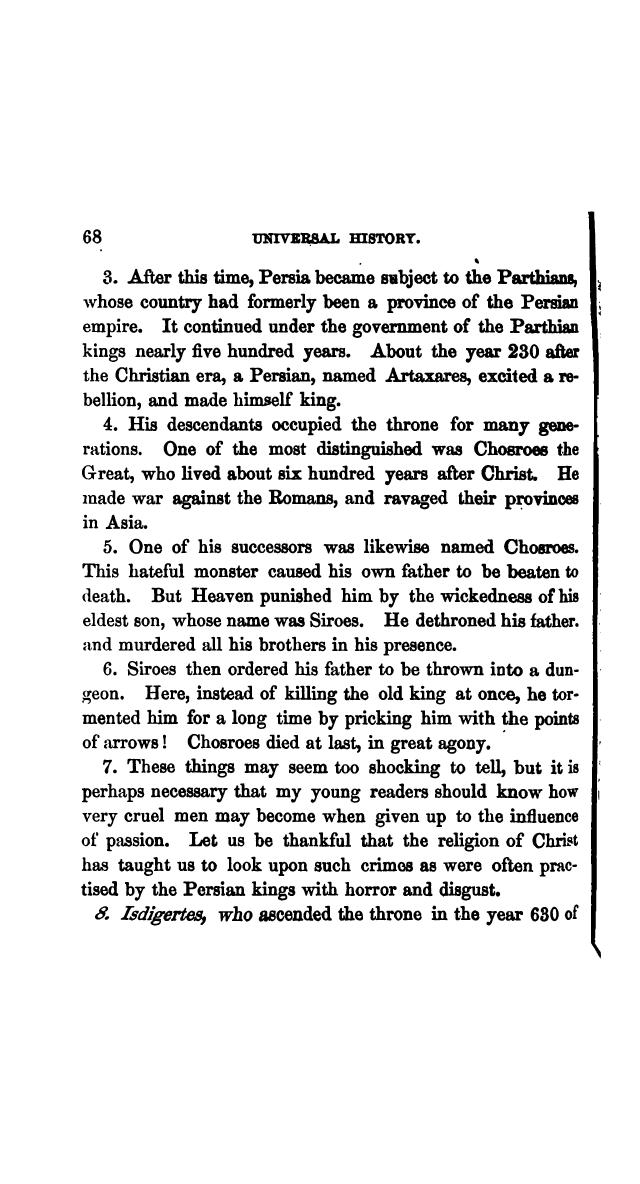 68 UNIVERSAL HISTORY.
3. After this time, Persia became subject to the Parthians,
whose country had formerly been a province of the Persian
empire. It continued under the government of the Parthian
kings nearly five hundred years. About the year 230 after
the Christian era, a Persian, named Artaxares, excited a re-
bellion, and made himself king.
4. His descendants occupied the throne for many gene-
rations. One of the most distinguished was Chosroes the
Great, who lived about six hundred years after Christ. He
made war against the Romans, and ravaged their provinces
in Asia.
5. One of his successors was likewise named Chosroes.
This hateful monster caused his own father to be beaten to
death. But Heaven punished him by the wickedness of his
eldest son, whose name was Siroes. He dethroned his father.
and murdered all his brothers in his presence.
6. Siroes then ordered his father to be thrown into a dun-
geon. Here, instead of killing the old king at once, he tor-
mented him for a long time by pricking him with the points
of arrows! Chosroes died at last, in great agony.
7. These things may seem too shocking to tell, but it is
perhaps necessary that my young readers should know how
very cruel men may become when given up to the influence
of passion. Let us be thankful that the religion of Christ
has taught us to look upon such crimes as were often prac-
tised by the Persian kings with horror and disgust.
8. Isdigertes, who ascended the throne in the year 630 of